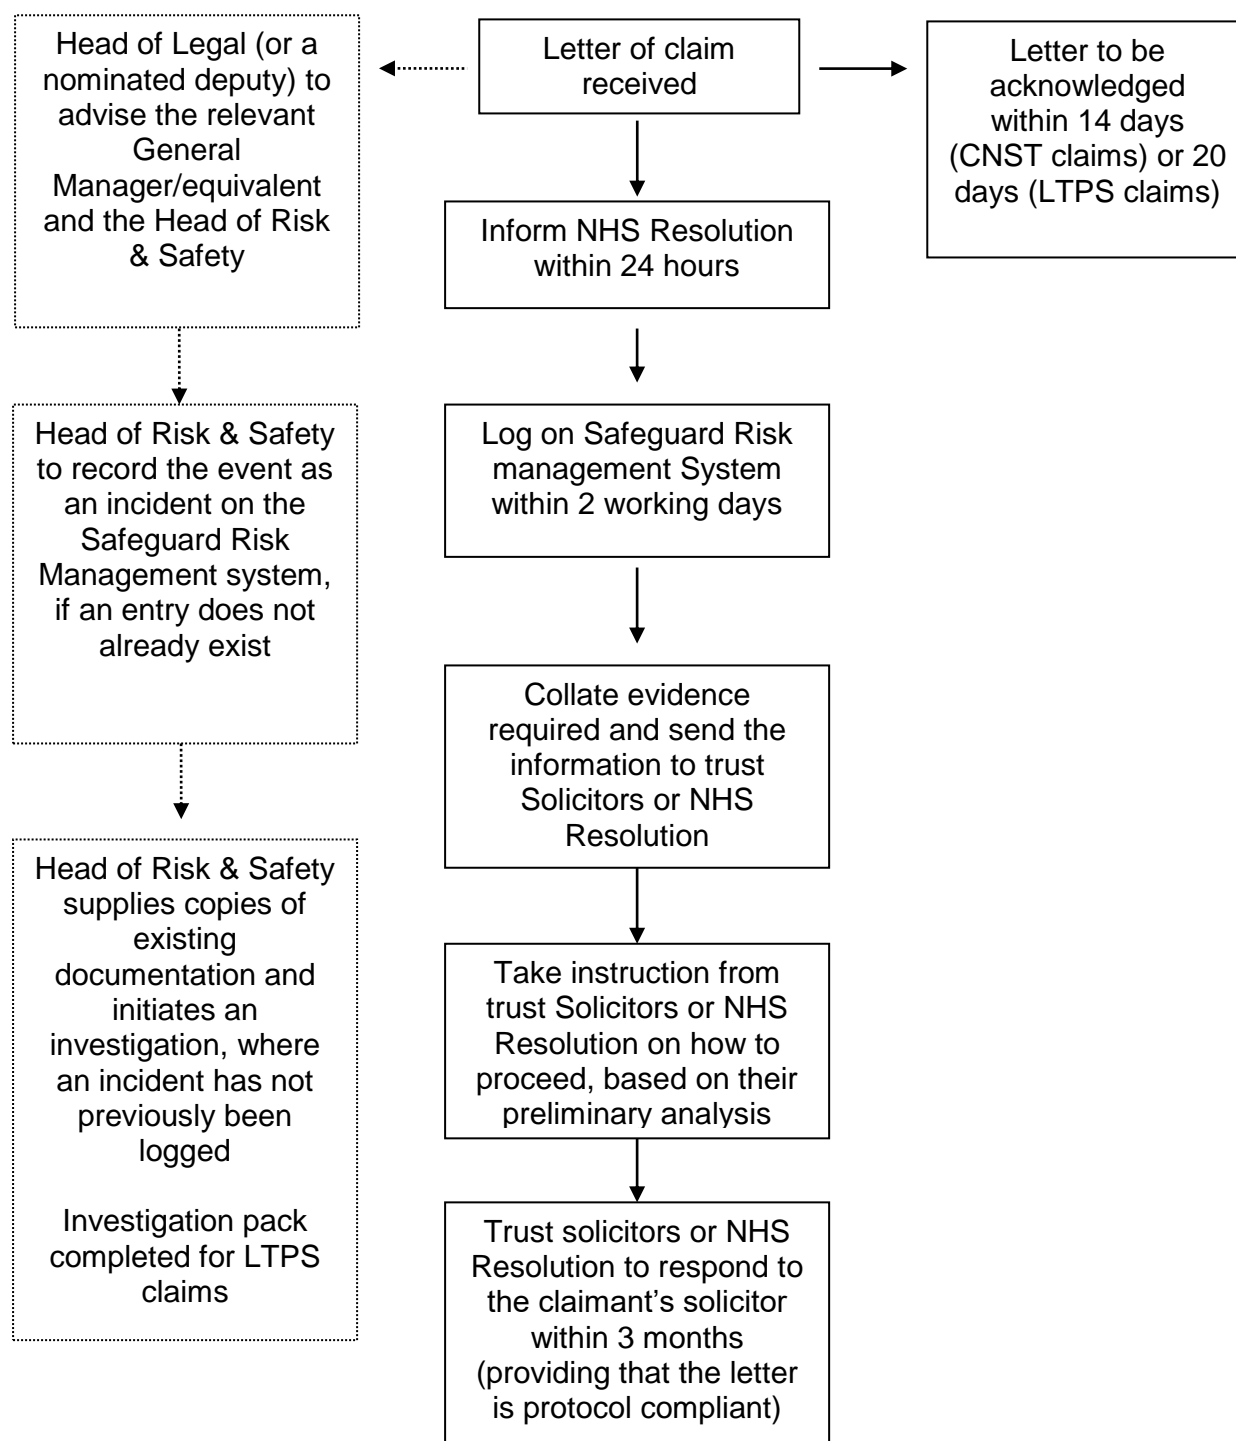 Head of Legal (or a
nominated deputy) to
advise the relevant
General
Manager/equivalent
and the Head of Risk
& Safety
Letter of claim
received
Letter to be
acknowledged
within 14 days
(CNST claims) or 20
days (LTPS claims)
Inform NHS Resolution
within 24 hours
Head of Risk & Safety
to record the event as
an incident on the
Safeguard Risk
Management system,
if an entry does not
already exist
Log on Safeguard Risk
management System
within 2 working days
Collate evidence
required and send the
information to trust
Solicitors or NHS
Resolution
Head of Risk & Safety
supplies copies of
existing
documentation and
initiates an
investigation, where
an incident has not
previously been
logged
Investigation pack
completed for LTPS
claims
Take instruction from
trust Solicitors or NHS
Resolution on how to
proceed, based on their
preliminary analysis
Trust solicitors or NHS
Resolution to respond to
the claimant’s solicitor
within 3 months
(providing that the letter
is protocol compliant)